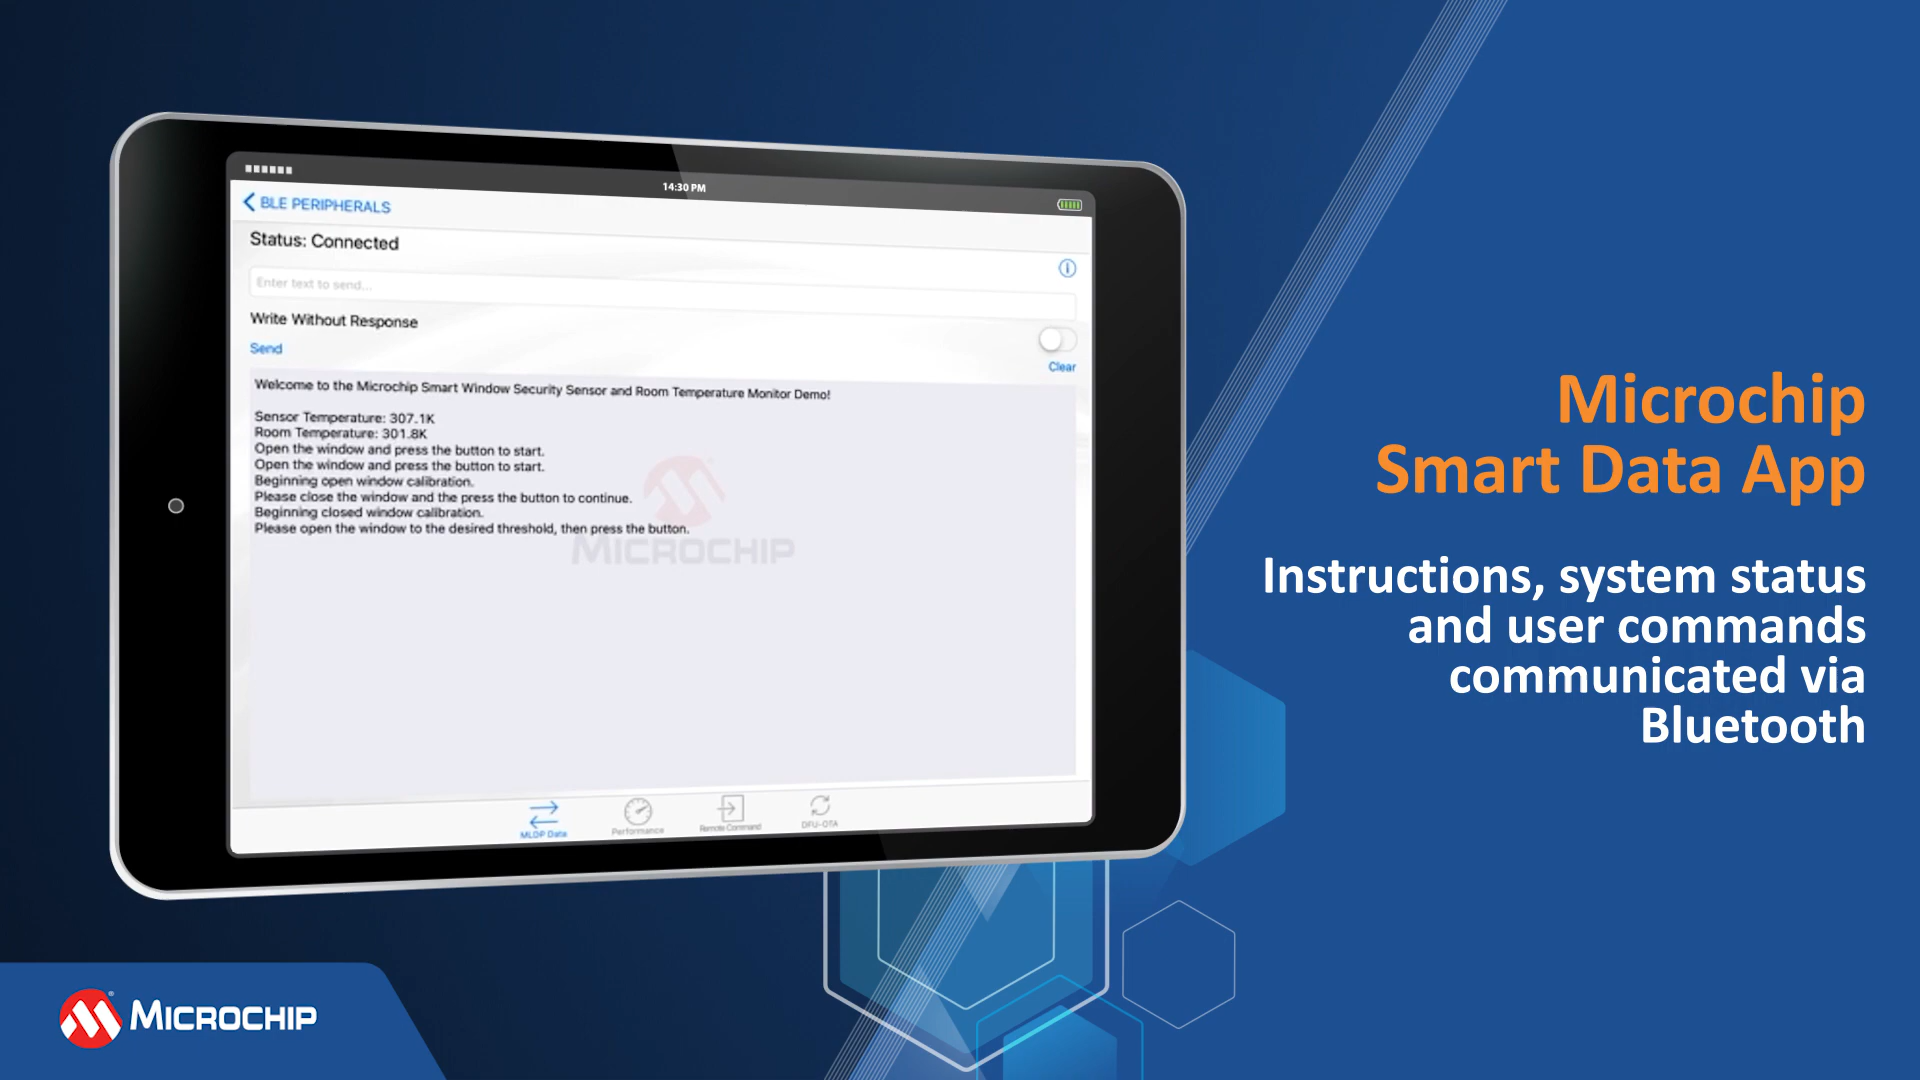 14:30 PM
BLE PERIPHERALS
Status: Connected
Enter text to send...
Write Without Response
Send
Clear
Welcome to the Microchip Smart Window Security Sensor and Room Temperature Monitor Demo!
Sensor Temperature: 307.1K
Room Temperature: 301.8K
Open the window and press the button to start.
Open the window and press the button to start.
Beginning open window calibration.
Please close the window and the press the button to continue.
Beginning closed window calibration.
Please open the window to the desired threshold, then press the button.
MICROCHIP
MLDP Data
Performance
Remote Command
DFU-OTA
Microchip
Smart Data App
Instructions, system status
and user commands
communicated via
Bluetooth
MICROCHIP